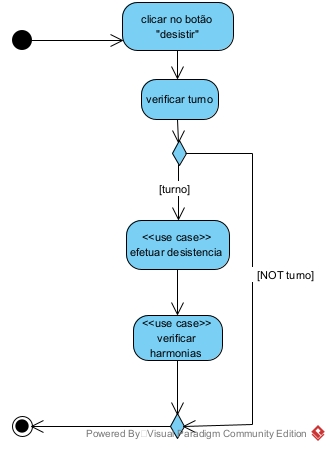 clicar no botão
"desistir"
verificar turno
[turno]
<<use case>>
efetuar desistencia
[NOT turno]
<<use case>>
verificar
harmonias
Powered By Visual Paradigm Community Edition